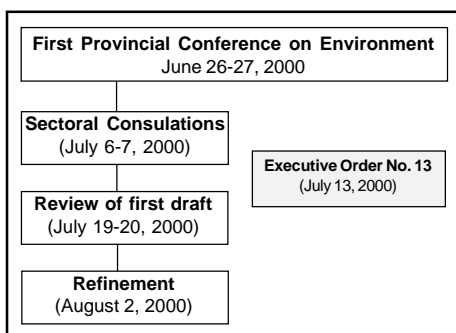 First Provincial Conference on Environment
June 26-27, 2000
Sectoral Consulations
(July 6-7, 2000)
Executive Order No. 13
(July 13, 2000)
Review of first draft
(July 19-20, 2000)
Refinement
(August 2, 2000)